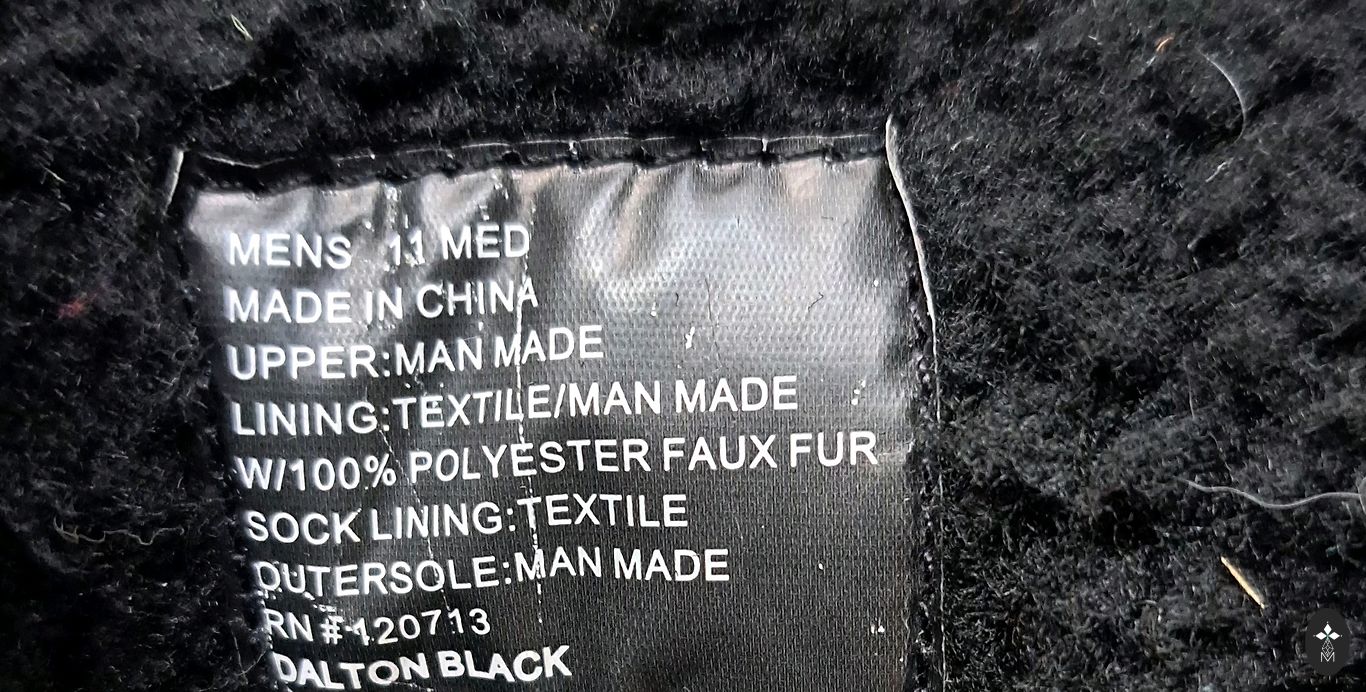 MENS 11 MED
MADE IN CHINA
UPPER:MAN MADE
LINING:TEXTILE/MAN MADE
W/100% POLYESTER FAUX FUR
SOCK LINING:TEXTILE
OUTERSOLE:MAN MADE
RN #120713
DALTON BLACK
M